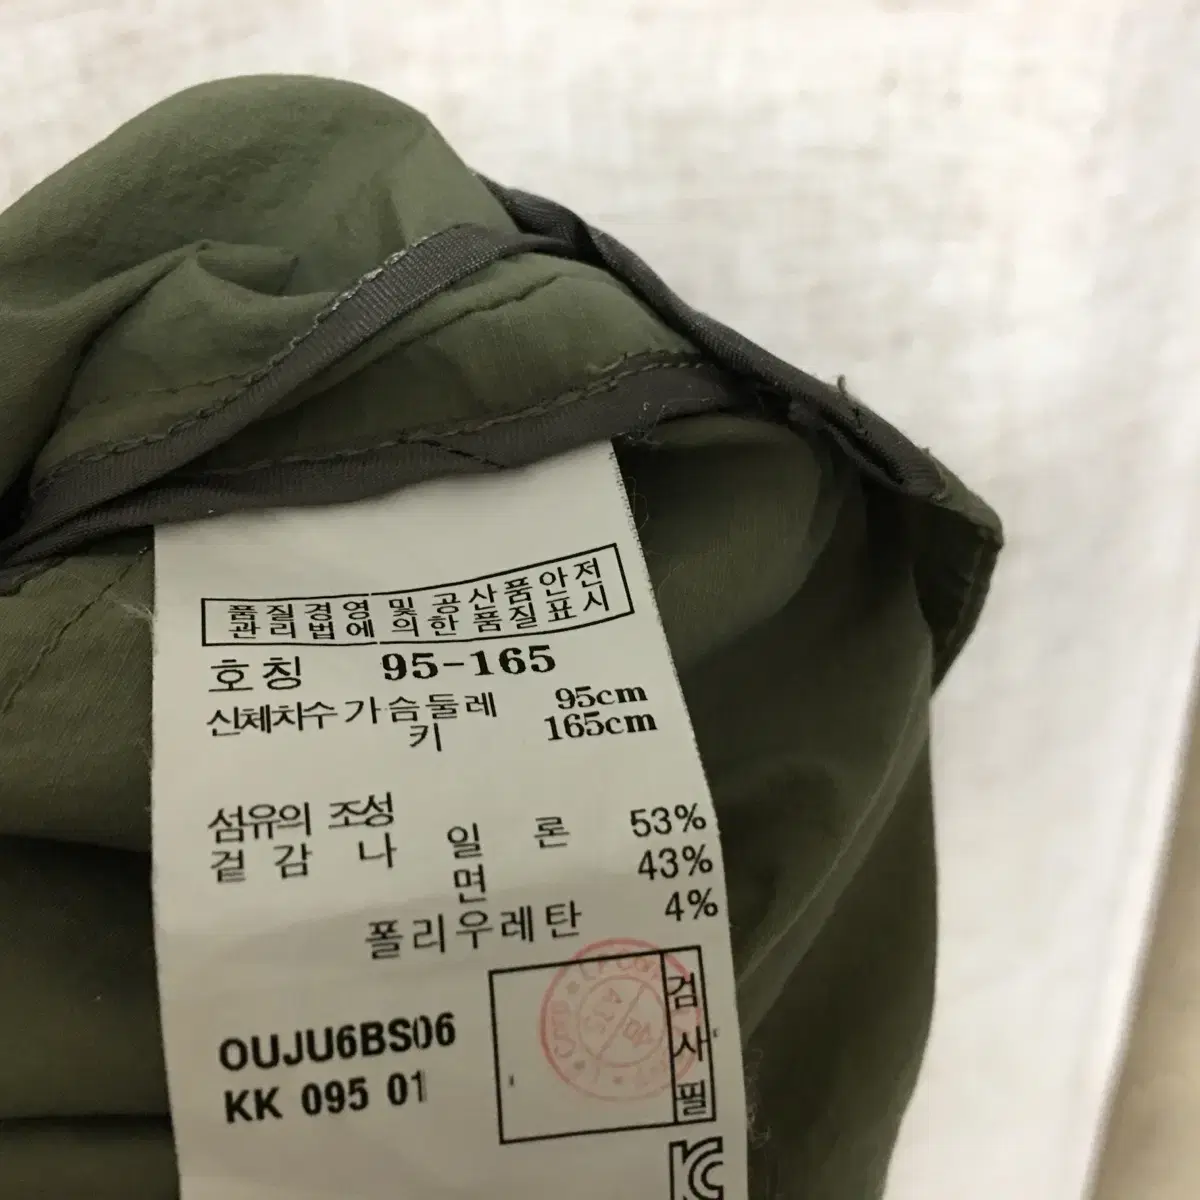 품질경영 및 공산품안전
관리법에 의한 품질표시
호칭 95-165
신체치수 가슴둘레 95cm
키 165cm
섬유의 조성
겉감 나일론 53%
면 43%
폴리우레탄 4%
OUJU6BS06
KK 095 01
검사필
KC